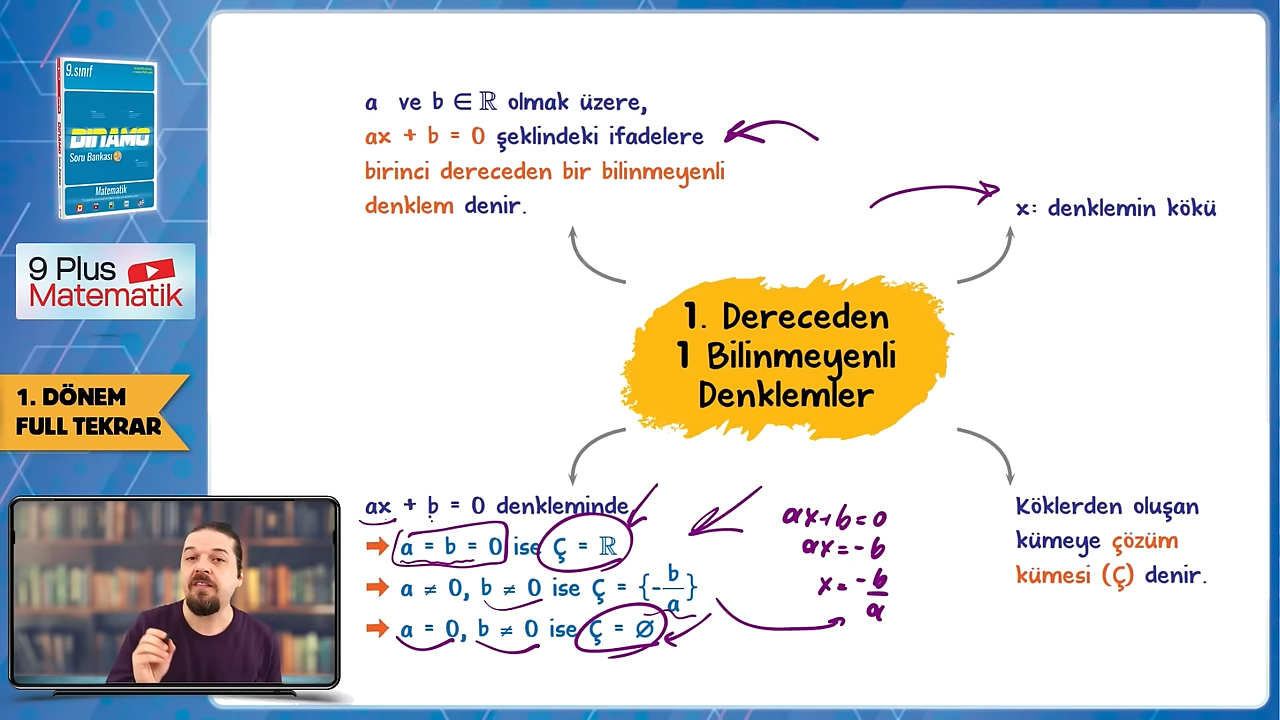 9.sınıf
DINAMO
Soru Bankası
Matematik
9 Plus
Matematik
1. DÖNEM
FULL TEKRAR
a ve b ∈ ℝ olmak üzere,
ax + b = 0 şeklindeki ifadelere
birinci dereceden bir bilinmeyenli
denklem denir.
x: denklemin kökü
1. Dereceden
1 Bilinmeyenli
Denklemler
ax + b = 0 denkleminde,
a = b = 0 ise Ç = ℝ
a ≠ 0, b ≠ 0 ise Ç = {-b/a}
a = 0, b ≠ 0 ise Ç = Ø
ax+b=0
ax=-b
x=-b/a
Köklerden oluşan
kümeye çözüm
kümesi (Ç) denir.